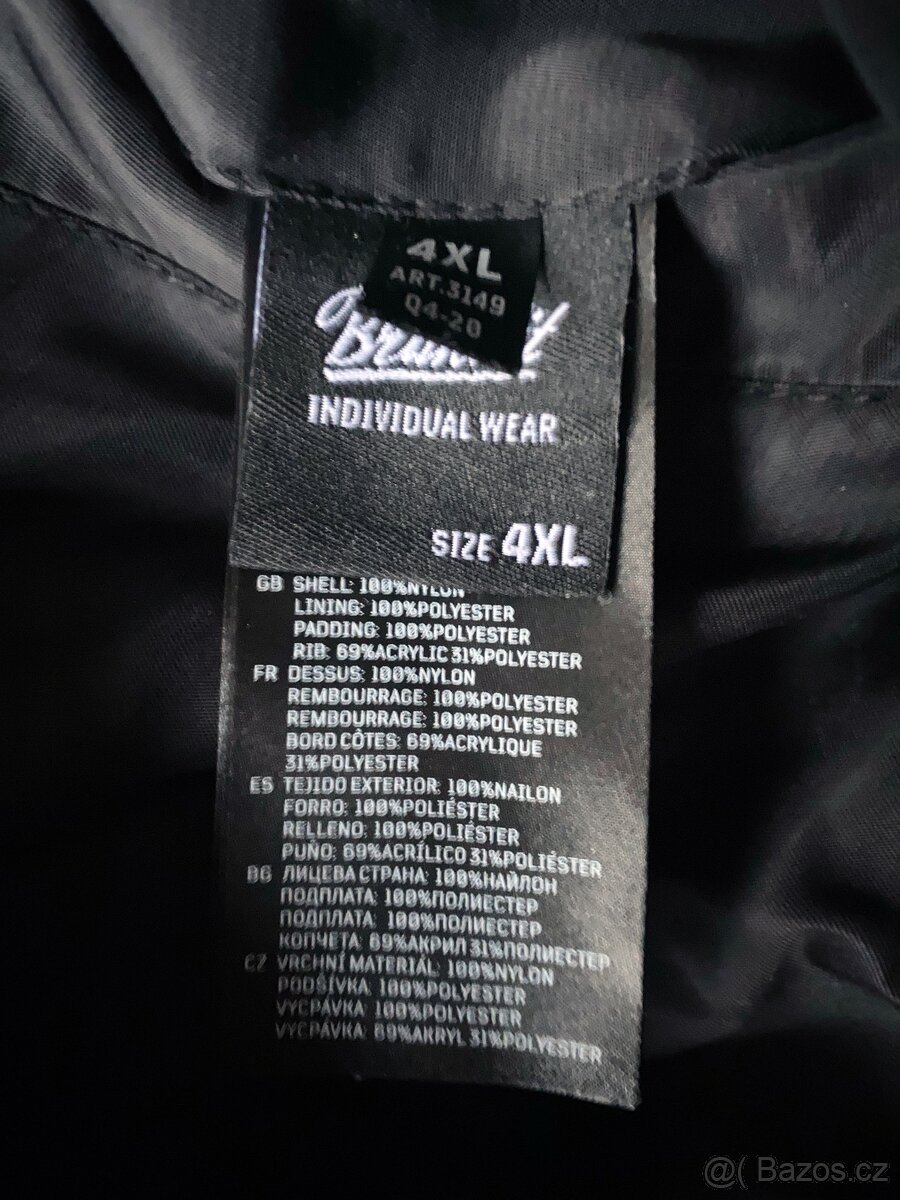 4XL
ART.3149
Q4-20
INDIVIDUAL WEAR
SIZE 4XL
GB SHELL: 100%NYLON
LINING: 100%POLYESTER
PADDING: 100%POLYESTER
RIB: 69%ACRYLIC 31%POLYESTER
FR DESSUS: 100%NYLON
REMBOURRAGE: 100%POLYESTER
REMBOURRAGE: 100%POLYESTER
BORD CÔTES: 69%ACRYLIQUE
31%POLYESTER
ES TEJIDO EXTERIOR: 100%NAILON
FORRO: 100%POLIÉSTER
RELLENO: 100%POLIÉSTER
PUÑO: 69%ACRÍLICO 31%POLIÉSTER
BG ЛИЦЕВА СТРАНА: 100%НАЙЛОН
ПОДПЛАТА: 100%ПОЛИЕСТЕР
ПОДПЛАТА: 100%ПОЛИЕСТЕР
КОПЧЕТА: 69%АКРИЛ 31%ПОЛИЕСТЕР
CZ VRCHNÍ MATERIÁL: 100%NYLON
PODŠÍVKA: 100%POLYESTER
VYCPÁVKA: 100%POLYESTER
VYCPÁVKA: 69%AKRYL 31%POLYESTER
@( Bazos.cz